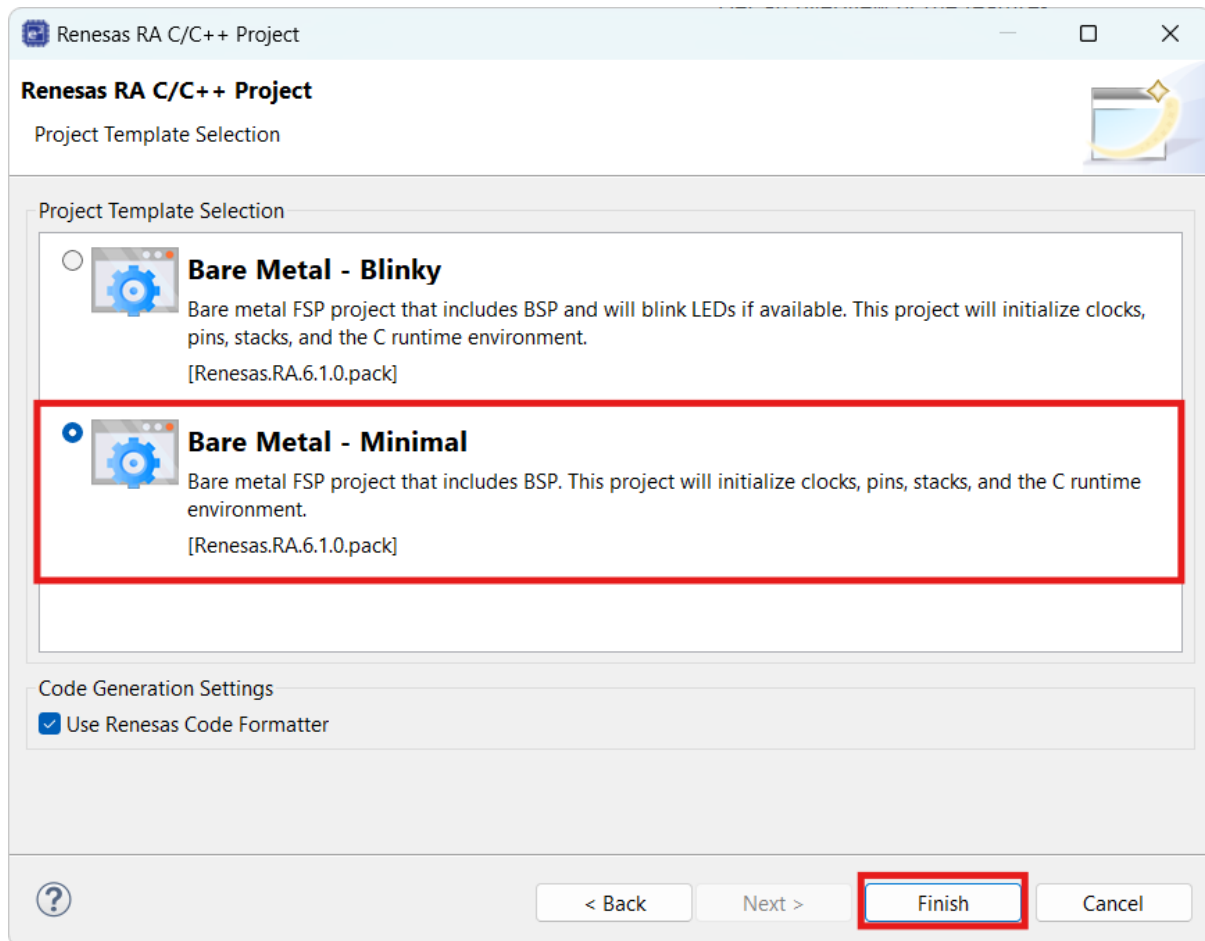 Renesas RA C/C++ Project
Renesas RA C/C++ Project
Project Template Selection
Project Template Selection
Bare Metal - Blinky
Bare metal FSP project that includes BSP and will blink LEDs if available. This project will initialize clocks,
pins, stacks, and the C runtime environment.
[Renesas.RA.6.1.0.pack]
Bare Metal - Minimal
Bare metal FSP project that includes BSP. This project will initialize clocks, pins, stacks, and the C runtime
environment.
[Renesas.RA.6.1.0.pack]
Code Generation Settings
Use Renesas Code Formatter
< Back
Next >
Finish
Cancel